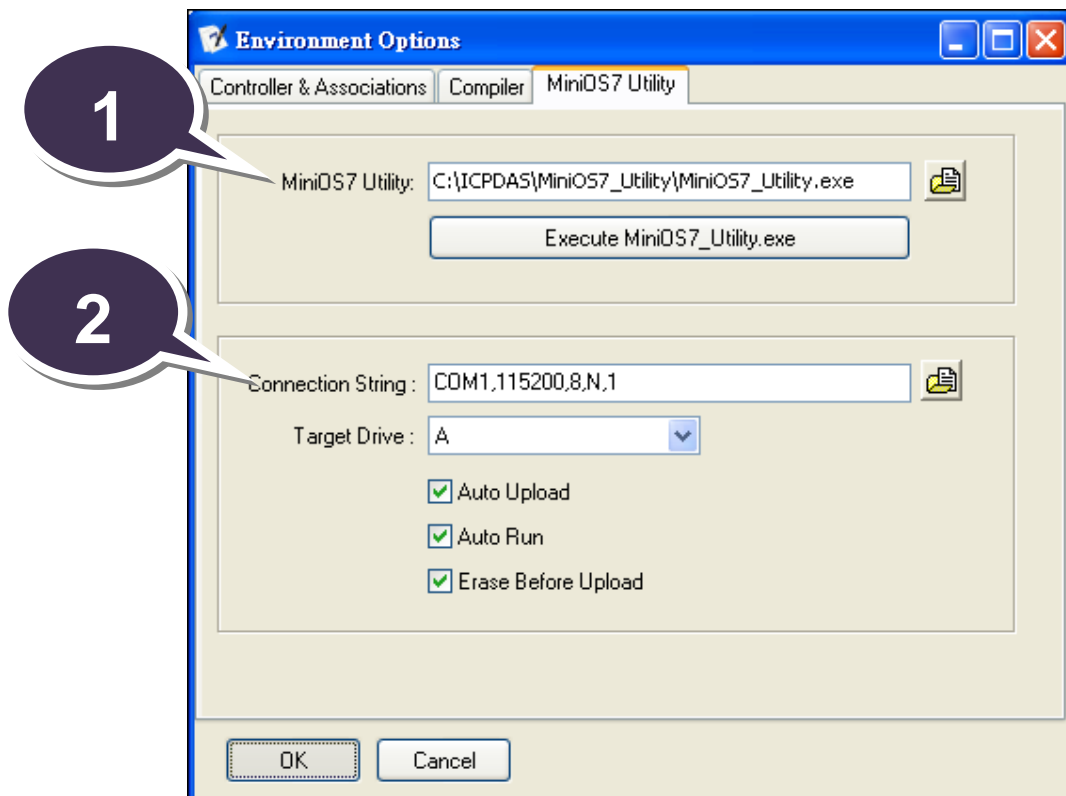 Environment Options
Controller & Associations Compiler MiniOS7 Utility
1
MiniOS7 Utility: C:\ICPDAS\MiniOS7_Utility\MiniOS7_Utility.exe
Execute MiniOS7_Utility.exe
2
Connection String : COM1,115200,8,N,1
Target Drive : A
Auto Upload
Auto Run
Erase Before Upload
OK Cancel